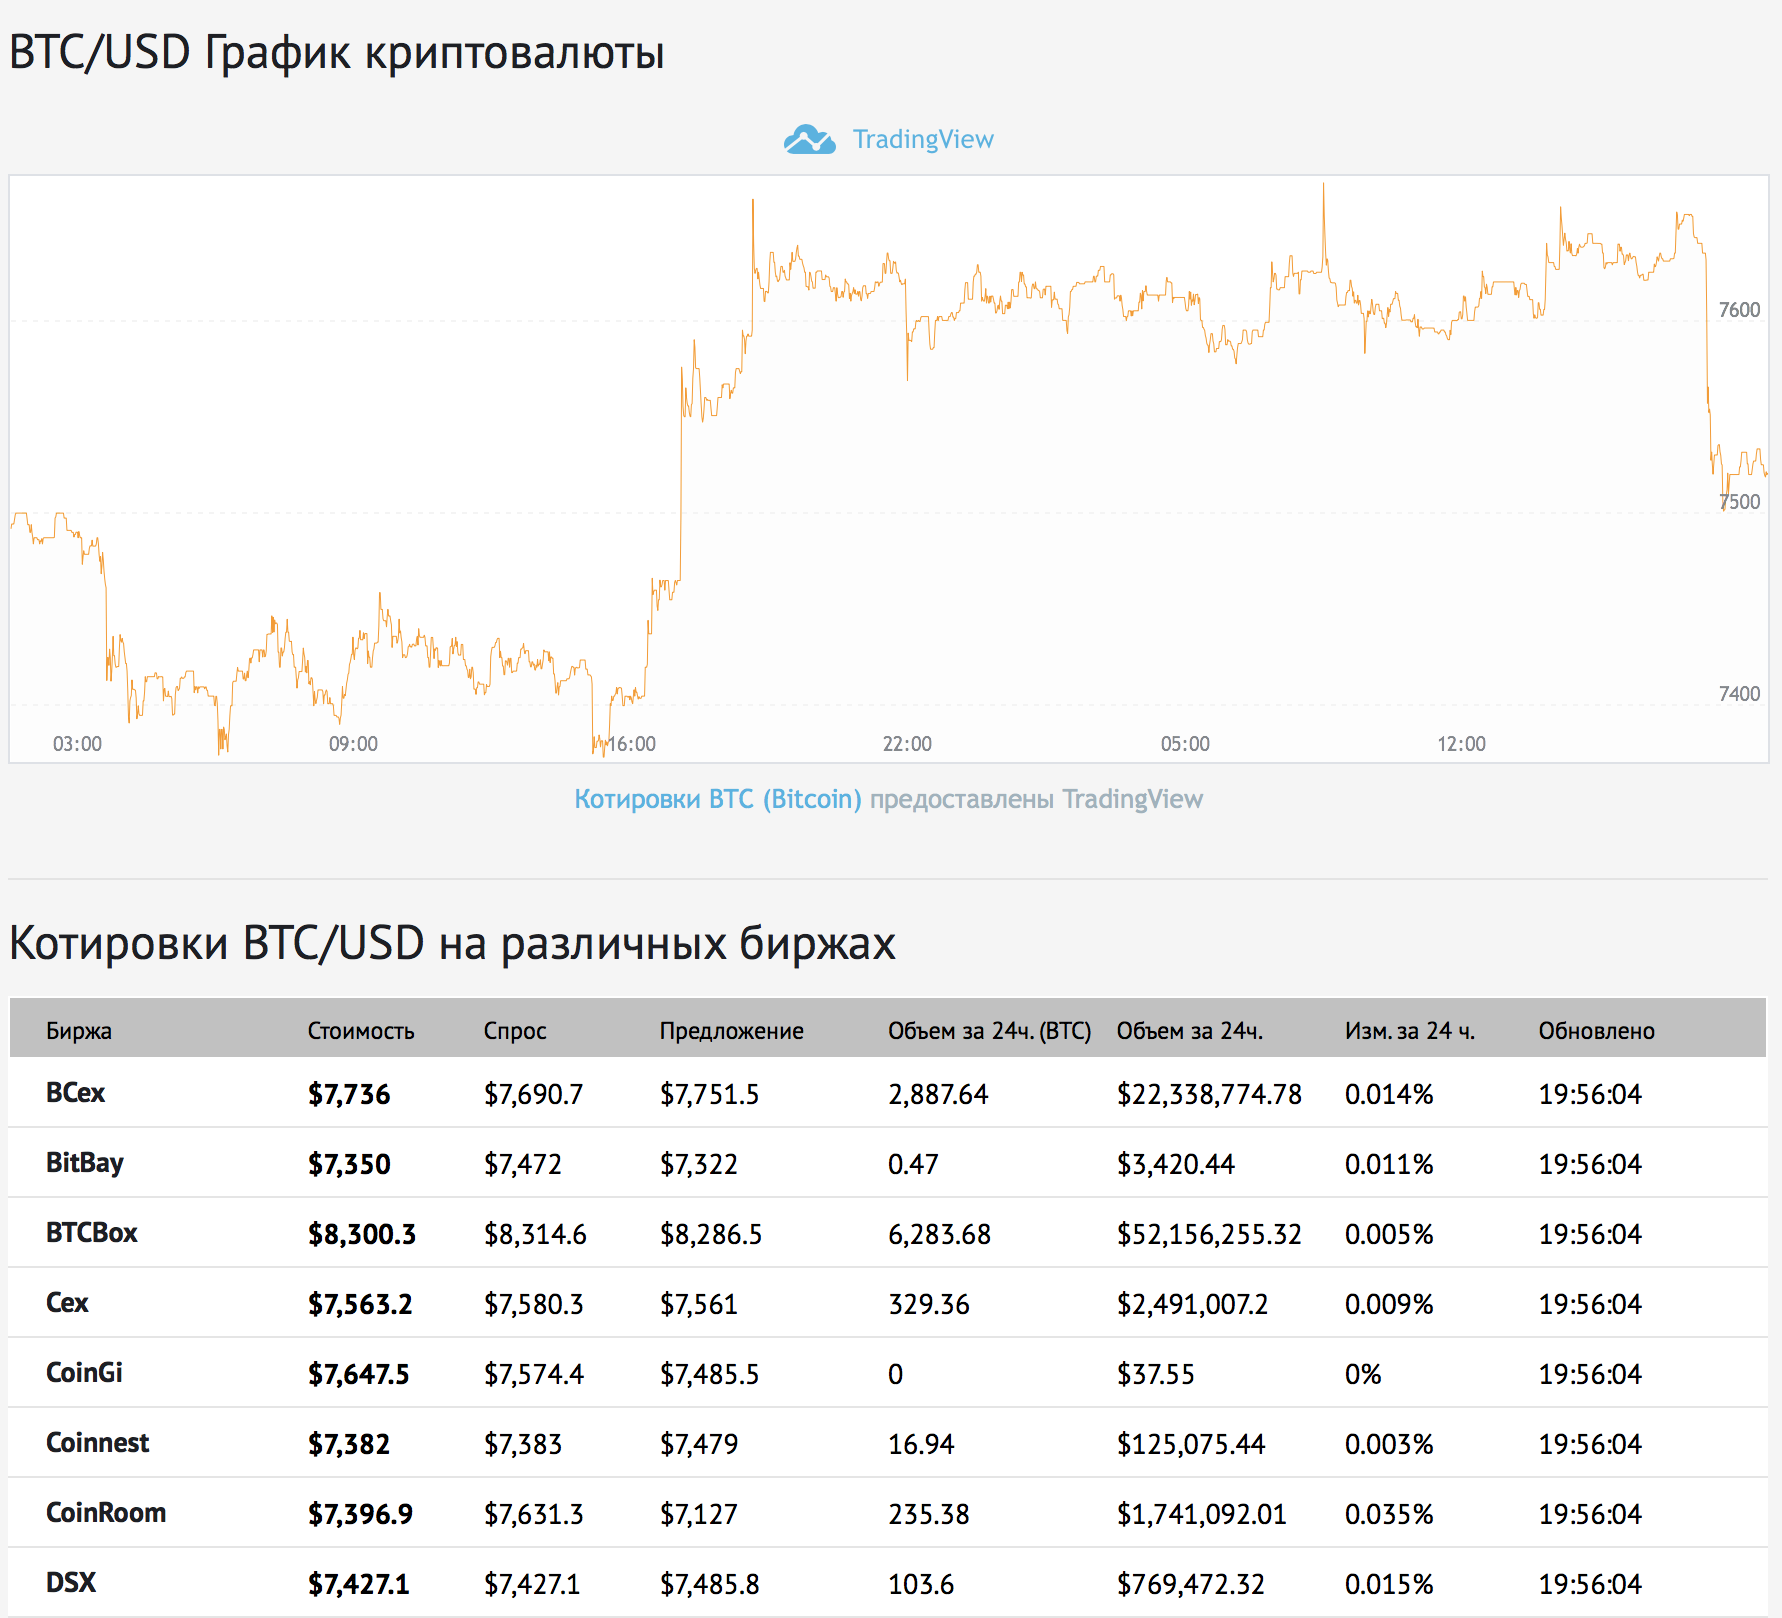 BTC/USD График криптовалюты
TradingView
7600
7500
7400
03:00 09:00 16:00 22:00 05:00 12:00
Котировки BTC (Bitcoin) предоставлены TradingView
Котировки BTC/USD на различных биржах
Биржа Стоимость Спрос Предложение Объем за 24ч. (BTC) Объем за 24ч. Изм. за 24 ч. Обновлено
BCex $7,736 $7,690.7 $7,751.5 2,887.64 $22,338,774.78 0.014% 19:56:04
BitBay $7,350 $7,472 $7,322 0.47 $3,420.44 0.011% 19:56:04
BTCBox $8,300.3 $8,314.6 $8,286.5 6,283.68 $52,156,255.32 0.005% 19:56:04
Cex $7,563.2 $7,580.3 $7,561 329.36 $2,491,007.2 0.009% 19:56:04
CoinGi $7,647.5 $7,574.4 $7,485.5 0 $37.55 0% 19:56:04
Coinnest $7,382 $7,383 $7,479 16.94 $125,075.44 0.003% 19:56:04
CoinRoom $7,396.9 $7,631.3 $7,127 235.38 $1,741,092.01 0.035% 19:56:04
DSX $7,427.1 $7,427.1 $7,485.8 103.6 $769,472.32 0.015% 19:56:04